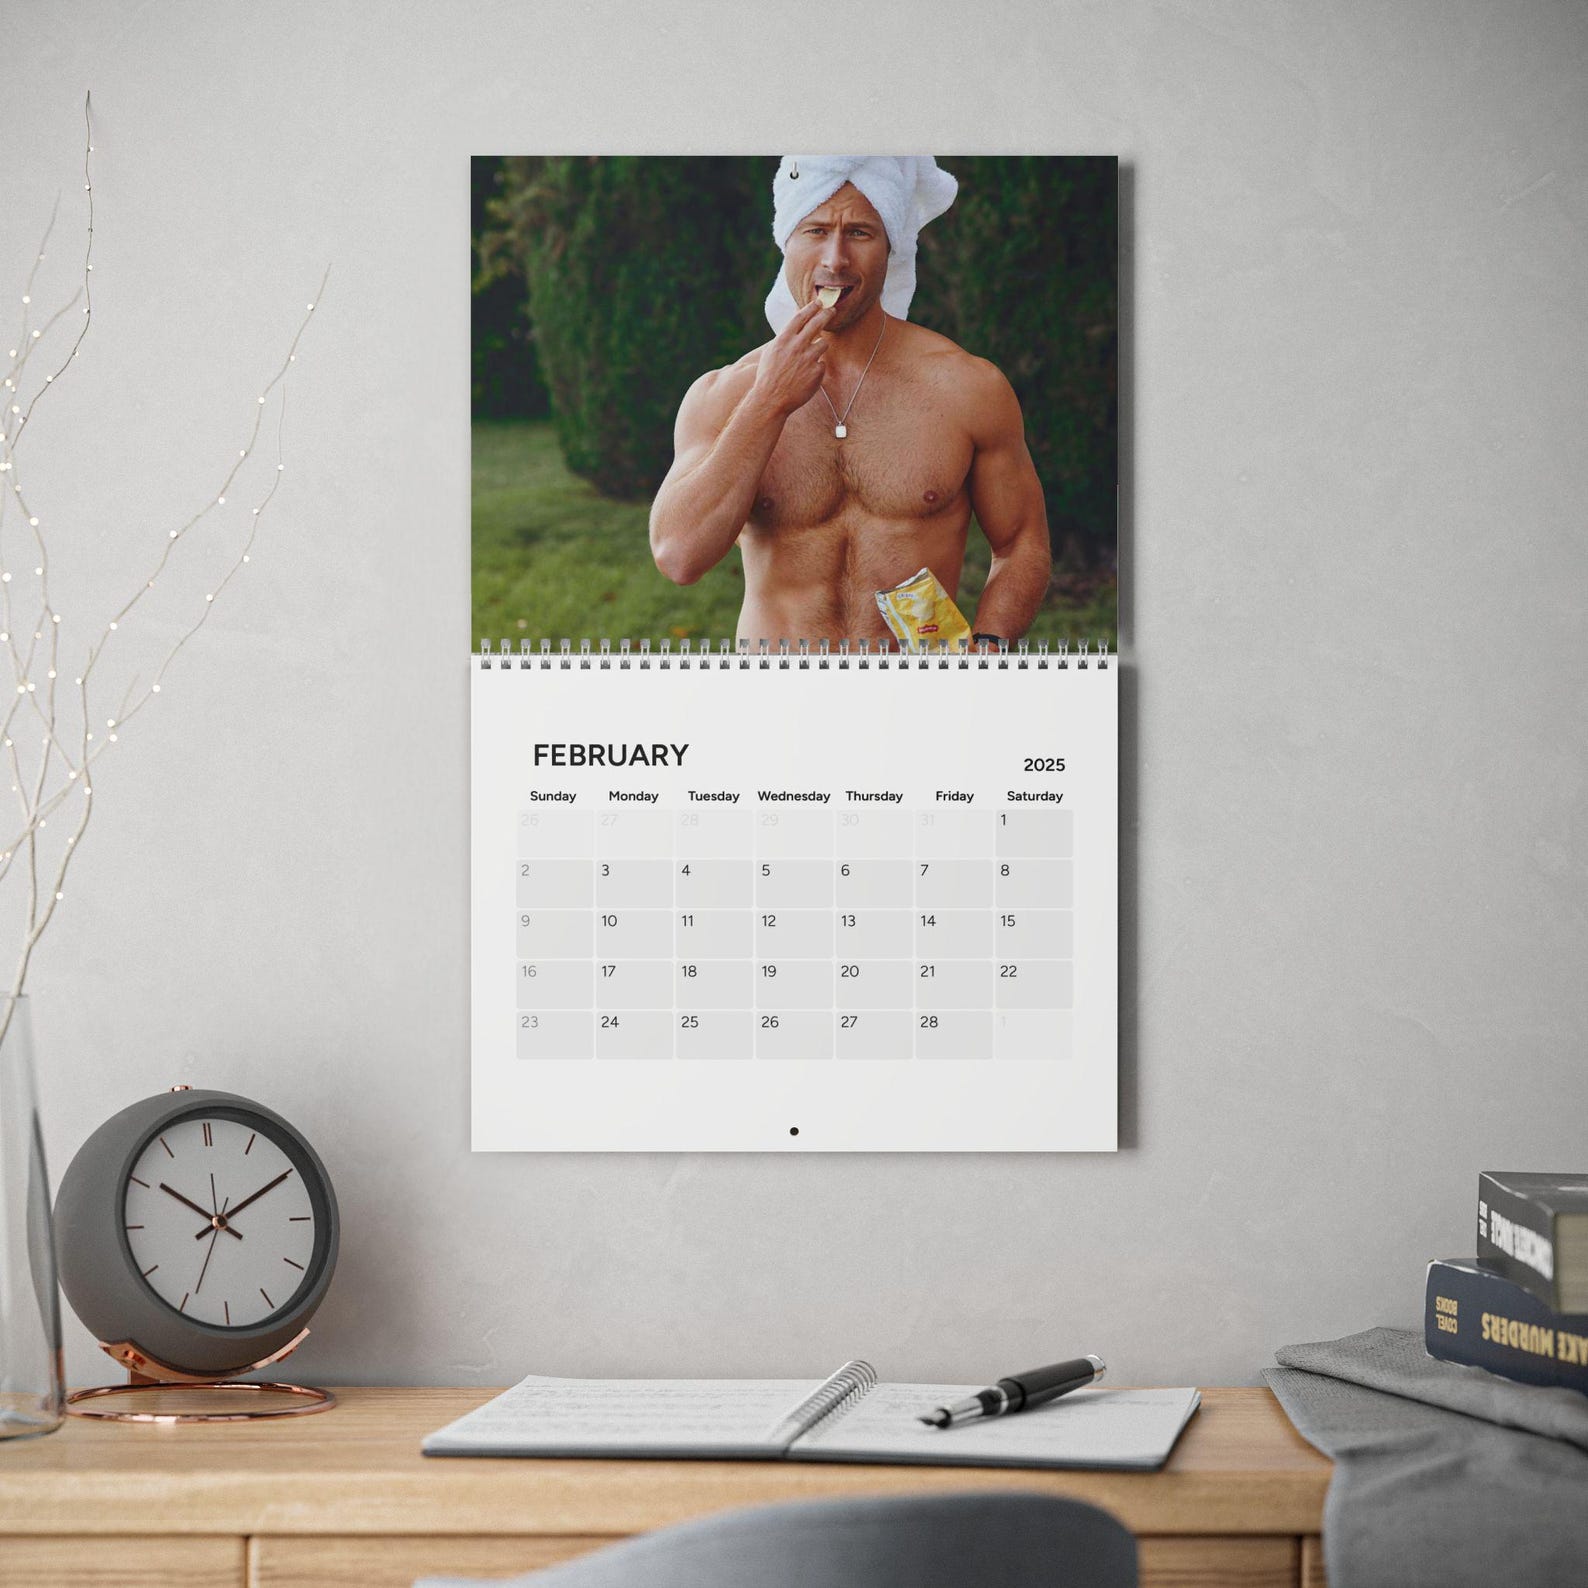 FEBRUARY
2025
Sunday Monday Tuesday Wednesday Thursday Friday Saturday
26 27 28 29 30 31 1
2 3 4 5 6 7 8
9 10 11 12 13 14 15
16 17 18 19 20 21 22
23 24 25 26 27 28 1
COVEL
BOOKS
MURDERS